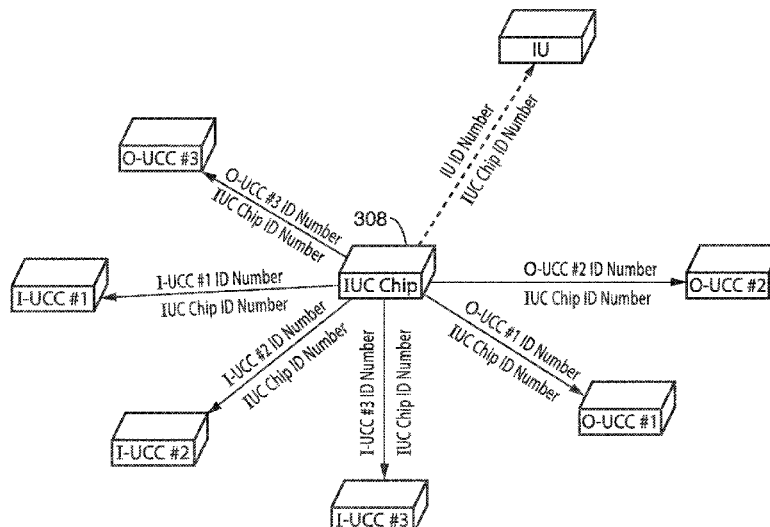 IU
IU ID Number
IUC Chip ID Number
O-UCC #3
O-UCC #3 ID Number
IUC Chip ID Number
308
IUC Chip
I-UCC #1
I-UCC #1 ID Number
IUC Chip ID Number
O-UCC #2 ID Number
IUC Chip ID Number
O-UCC #2
O-UCC #1 ID Number
IUC Chip ID Number
O-UCC #1
I-UCC #2 ID Number
IUC Chip ID Number
I-UCC #2
I-UCC #3 ID Number
IUC Chip ID Number
I-UCC #3